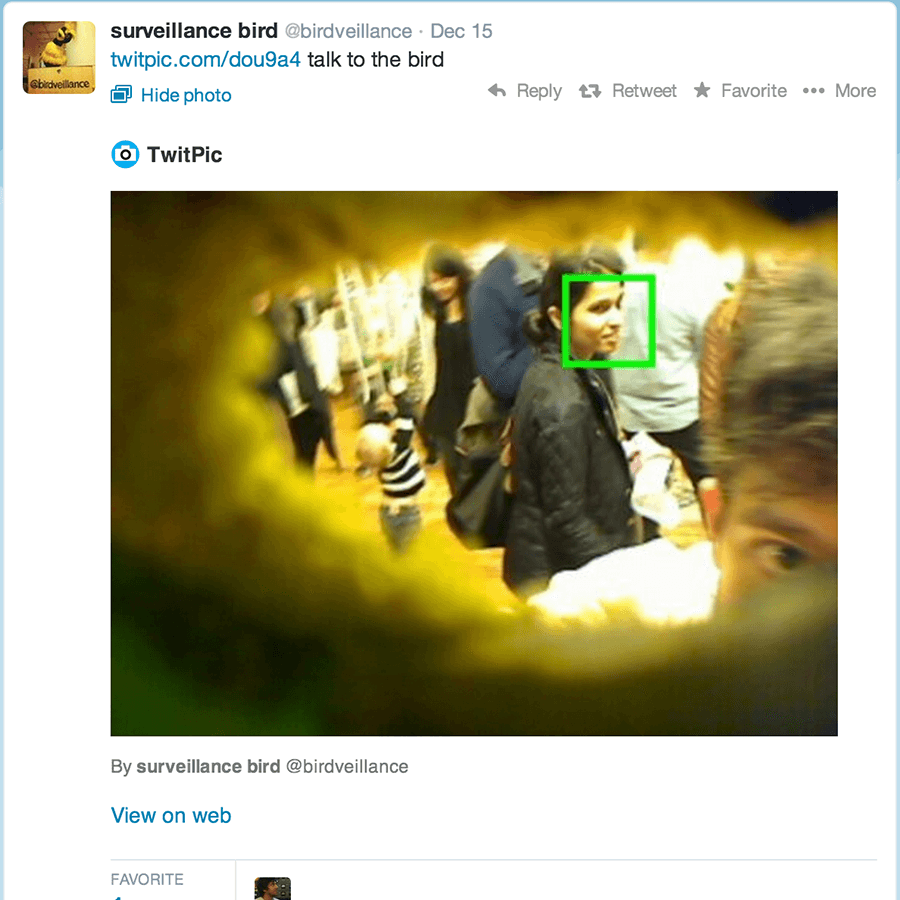 surveillance bird @birdveillance · Dec 15
twitpic.com/dou9a4 talk to the bird
@birdveillance
Hide photo
Reply Retweet Favorite More
TwitPic
By surveillance bird @birdveillance
View on web
FAVORITE